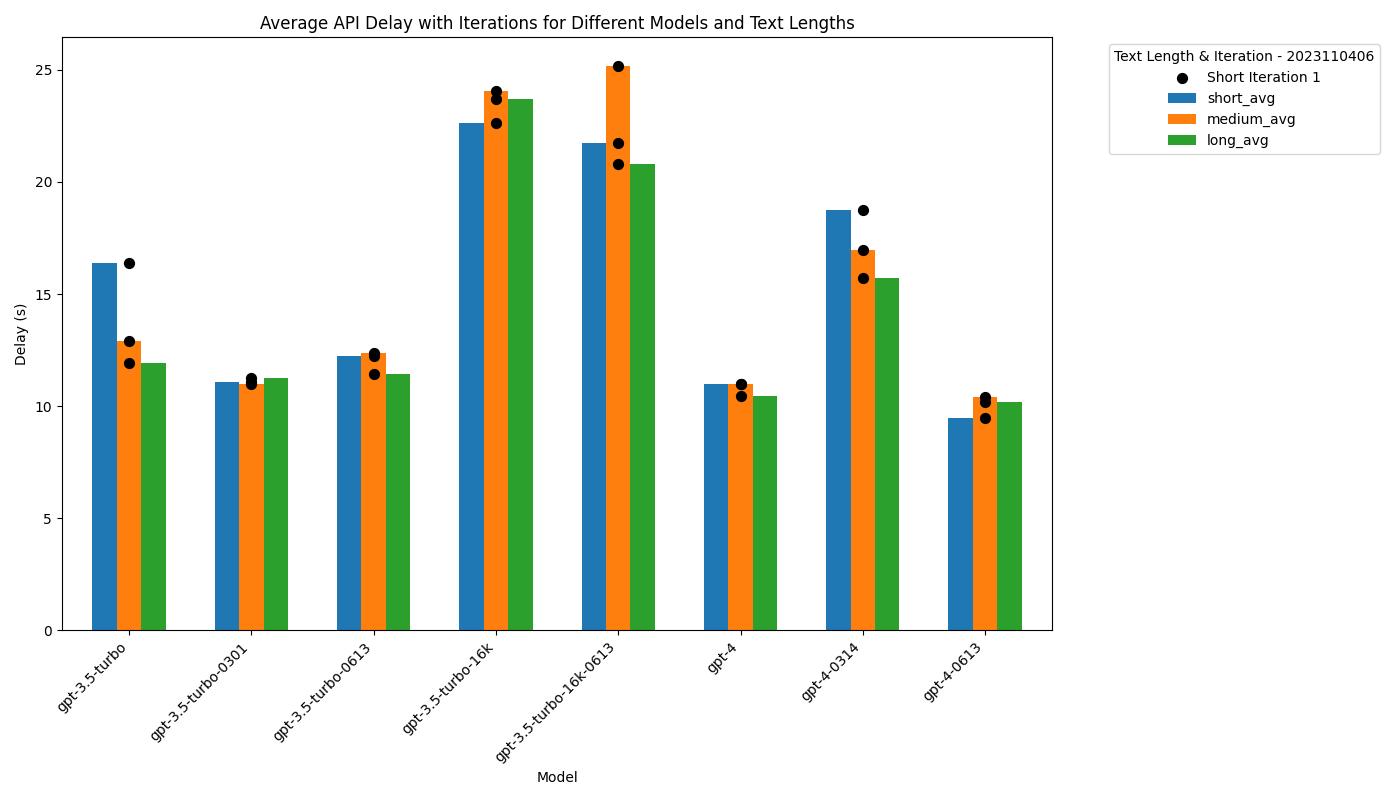 Average API Delay with Iterations for Different Models and Text Lengths
Text Length & Iteration - 2023110406
Short Iteration 1
short_avg
medium_avg
long_avg
Delay (s)
25
20
15
10
5
0
gpt-3.5-turbo
gpt-3.5-turbo-0301
gpt-3.5-turbo-0613
gpt-3.5-turbo-16k
gpt-3.5-turbo-16k-0613
gpt-4
gpt-4-0314
gpt-4-0613
Model